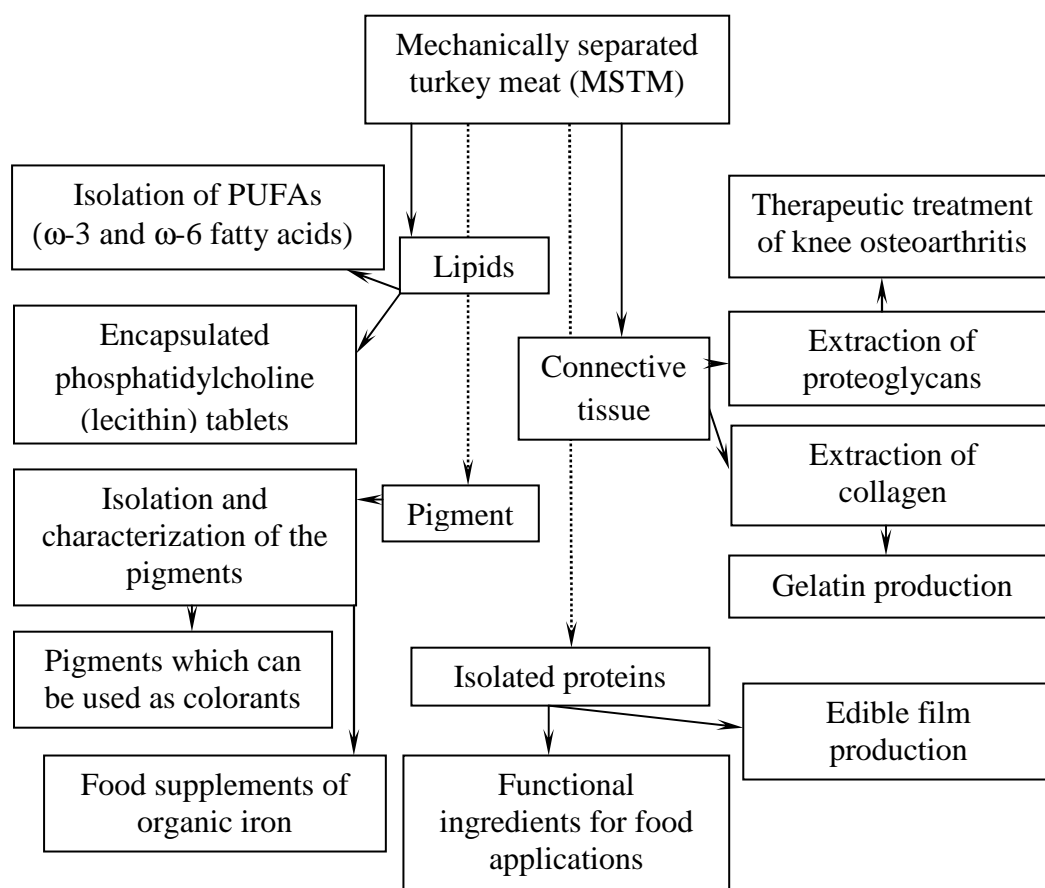 Mechanically separated
turkey meat (MSTM)
Isolation of PUFAs
(ω-3 and ω-6 fatty acids)
Therapeutic treatment
of knee osteoarthritis
Lipids
Encapsulated
phosphatidylcholine
(lecithin) tablets
Connective
tissue
Extraction of
proteoglycans
Extraction of
collagen
Isolation and
characterization of the
pigments
Pigment
Gelatin production
Pigments which can
be used as colorants
Isolated proteins
Edible film
production
Food supplements of
organic iron
Functional
ingredients for food
applications